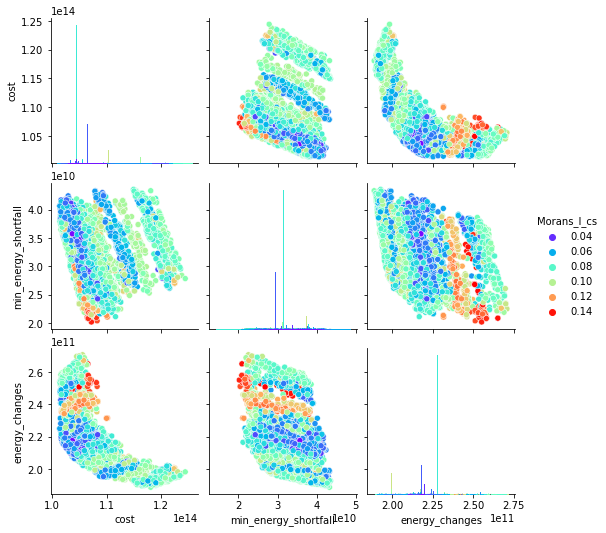 1e14
1.25
1.20
1.15
1.10
1.05
cost
1e10
4.0
3.5
3.0
2.5
2.0
min_energy_shortfall
Morans_I_cs
0.04
0.06
0.08
0.10
0.12
0.14
1e11
2.6
2.4
2.2
2.0
energy_changes
1.0 1.1 1.2
1e14
cost
2 3 4 5
1e10
min_energy_shortfall
2.00 2.25 2.50 2.75
1e11
energy_changes